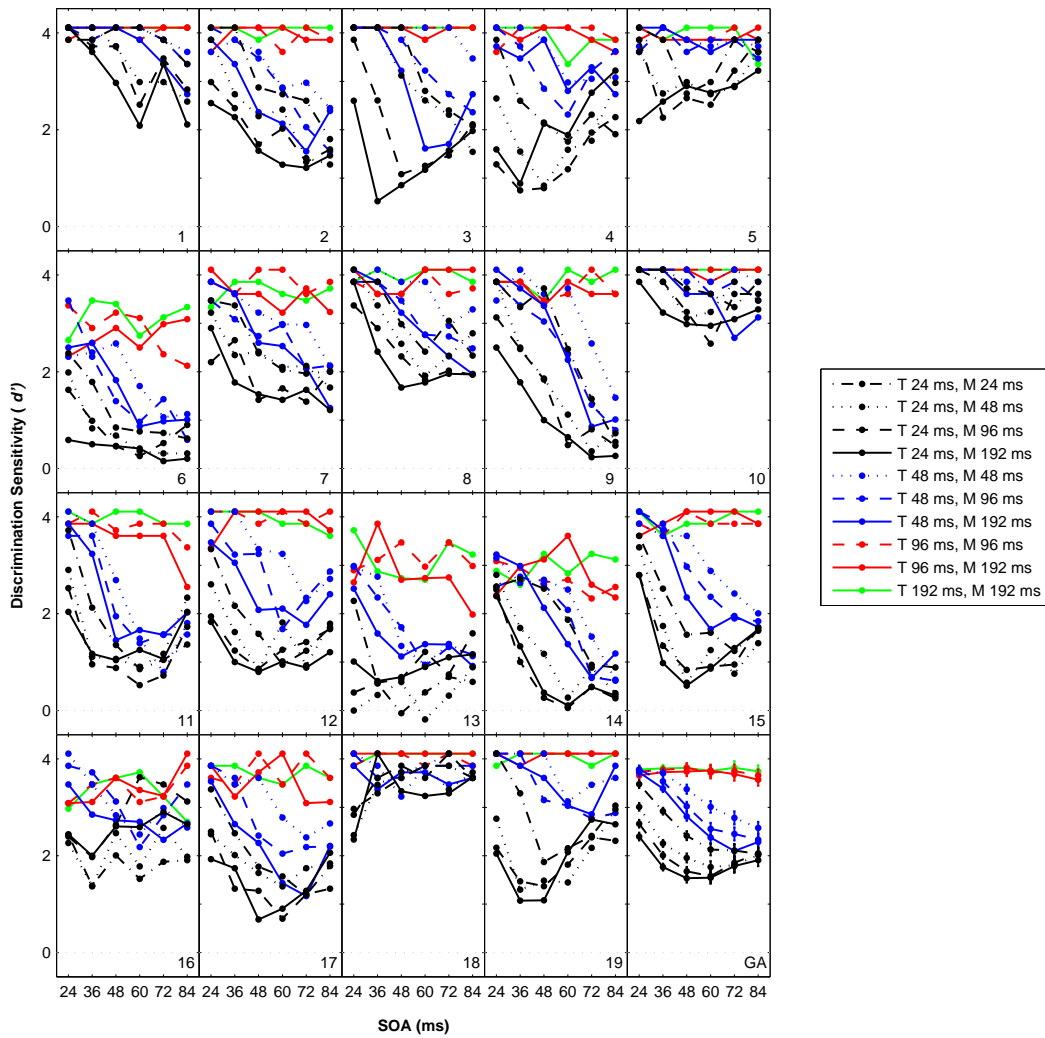 4
2
0
1
2
3
4
5
4
2
0
6
7
8
9
10
Discrimination Sensitivity ( d')
T 24 ms, M 24 ms
T 24 ms, M 48 ms
T 24 ms, M 96 ms
T 24 ms, M 192 ms
T 48 ms, M 48 ms
T 48 ms, M 96 ms
T 48 ms, M 192 ms
T 96 ms, M 96 ms
T 96 ms, M 192 ms
T 192 ms, M 192 ms
4
2
0
11
12
13
14
15
4
2
0
16
17
18
19
GA
24 36 48 60 72 84 24 36 48 60 72 84 24 36 48 60 72 84 24 36 48 60 72 84 24 36 48 60 72 84
SOA (ms)